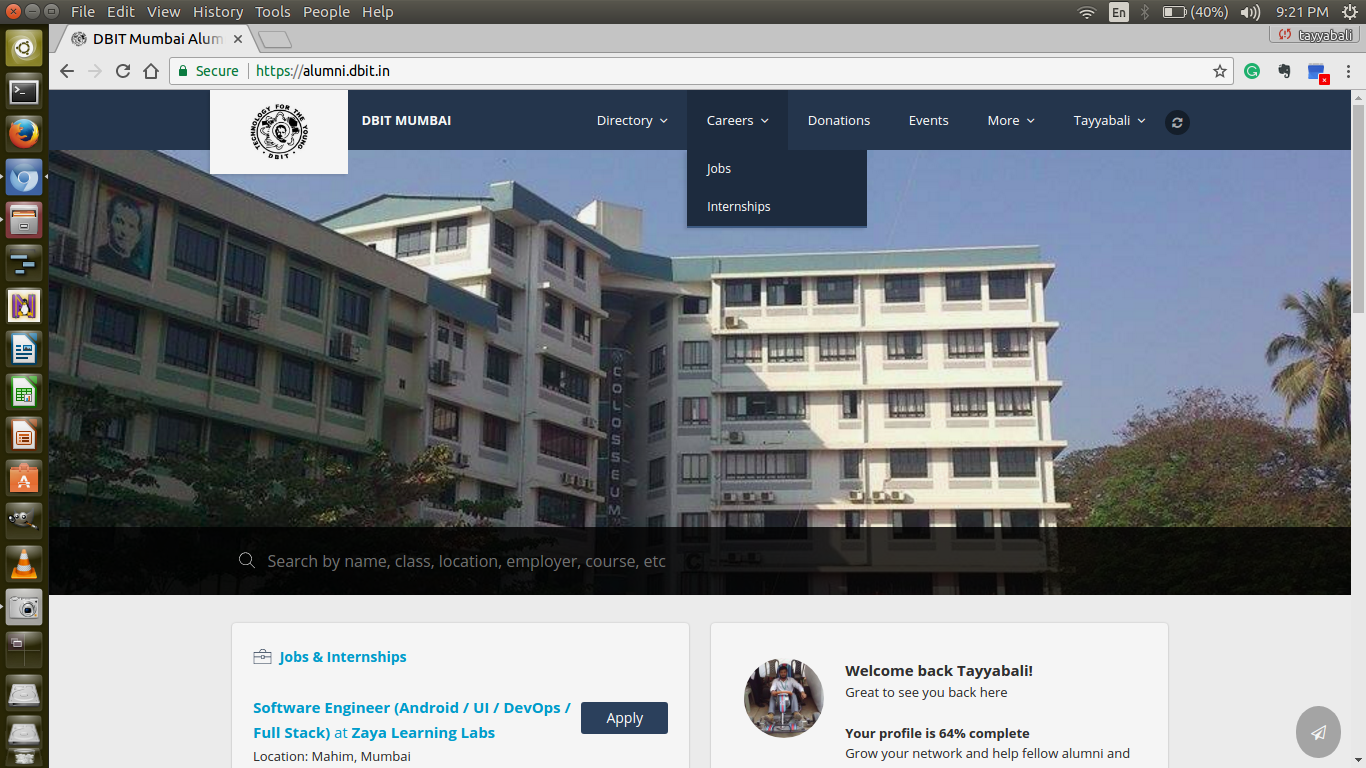 File Edit View History Tools People Help
En
(40%)
9:21 PM
DBIT Mumbai Alum
tayyabali
Secure
https://alumni.dbit.in
TECHNOLOGY FOR THE YOUNG
DBIT
DBIT MUMBAI
Directory
Careers
Donations
Events
More
Tayyabali
Jobs
Internships
COLOSSEUM
Search by name, class, location, employer, course, etc
Jobs & Internships
Software Engineer (Android / UI / DevOps /
Full Stack) at Zaya Learning Labs
Apply
Location: Mahim, Mumbai
Welcome back Tayyabali!
Great to see you back here
Your profile is 64% complete
Grow your network and help fellow alumni and